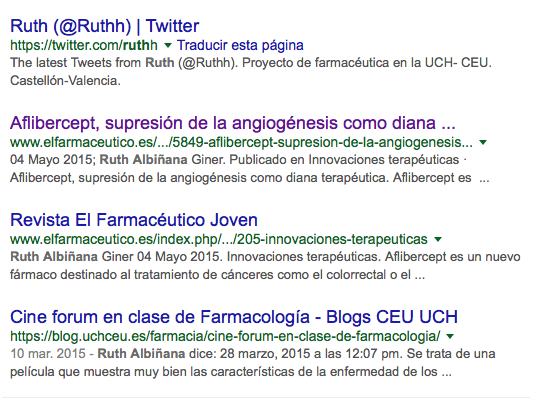 Ruth (@Ruthh) | Twitter
https://twitter.com/ruthh ▼ Traducir esta página
The latest Tweets from Ruth (@Ruthh). Proyecto de farmacéutica en la UCH- CEU.
Castellón-Valencia.
Aflibercept, supresión de la angiogénesis como diana ...
www.elfarmaceutico.es/.../5849-aflibercept-supresion-de-la-angiogenesis... ▼
04 Mayo 2015; Ruth Albiñana Giner. Publicado en Innovaciones terapéuticas ·
Aflibercept, supresión de la angiogénesis como diana terapéutica. Aflibercept es ...
Revista El Farmacéutico Joven
www.elfarmaceutico.es/index.php/.../205-innovaciones-terapeuticas ▼
Ruth Albiñana Giner 04 Mayo 2015. Innovaciones terapéuticas. Aflibercept es un nuevo
fármaco destinado al tratamiento de cánceres como el colorrectal o el ...
Cine forum en clase de Farmacología - Blogs CEU UCH
https://blog.uchceu.es/farmacia/cine-forum-en-clase-de-farmacologia/ ▼
10 mar. 2015 - Ruth Albiñana dice: 28 marzo, 2015 a las 12:07 pm. Se trata de una
película que muestra muy bien las características de la enfermedad de los ...